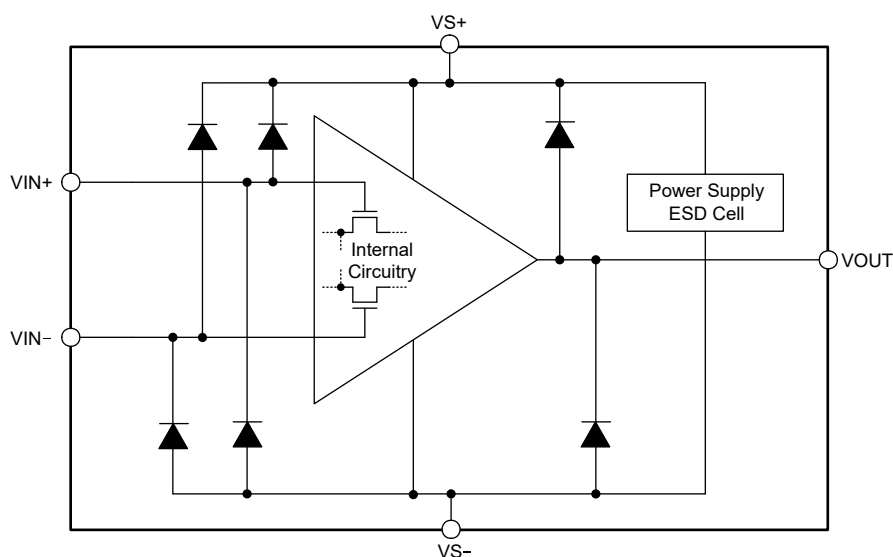 VS+
VIN+
Power Supply
ESD Cell
Internal
Circuitry
VOUT
VIN−
VS−